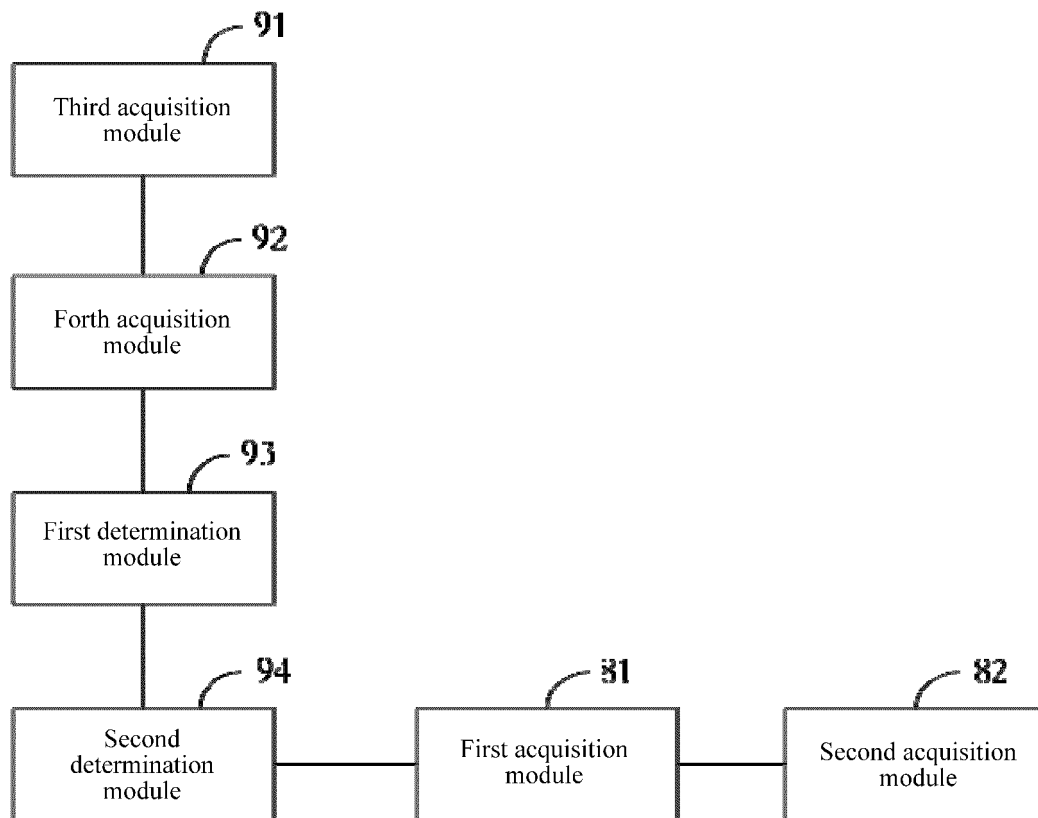 91
Third acquisition
module
92
Forth acquisition
module
93
First determination
module
94
Second
determination
module
81
First acquisition
module
82
Second acquisition
module